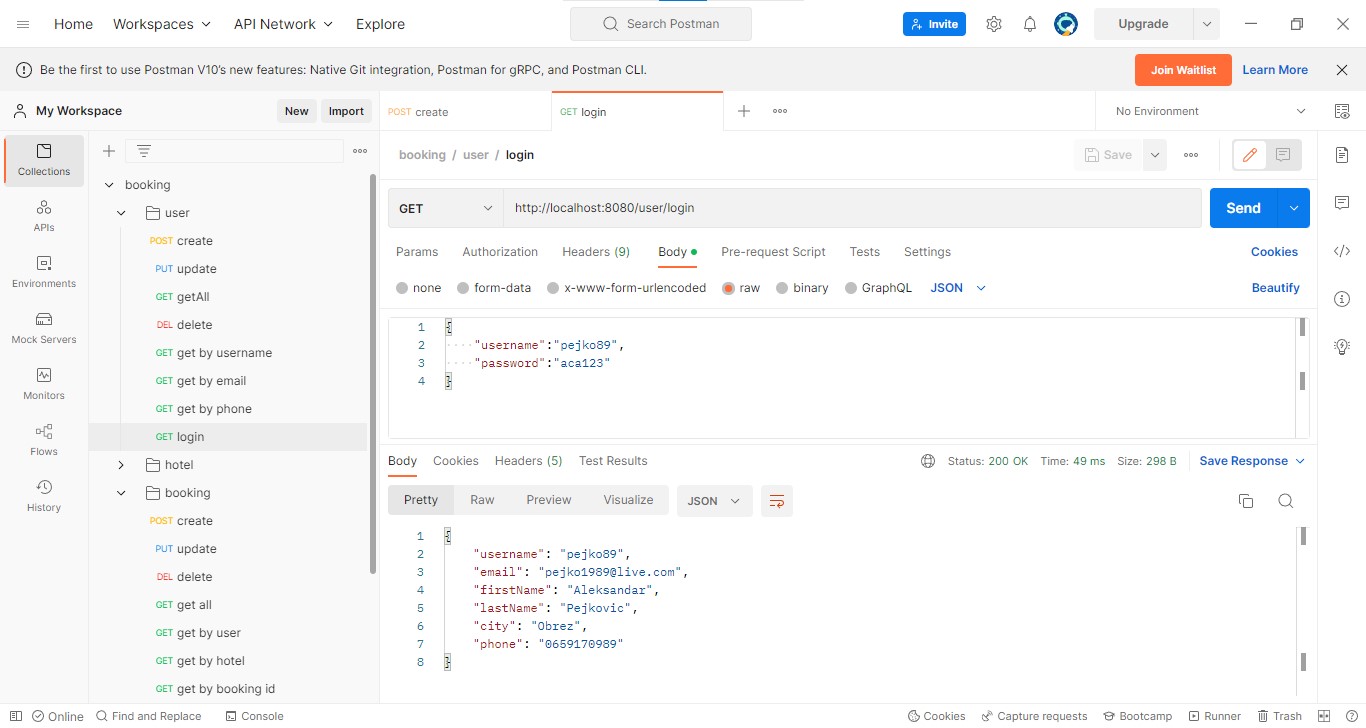 Home Workspaces API Network Explore Search Postman Invite Upgrade
Be the first to use Postman V10's new features: Native Git integration, Postman for gRPC, and Postman CLI. Join Waitlist Learn More
My Workspace New Import POST create GET login No Environment
Collections
APIs
Environments
Mock Servers
Monitors
Flows
History
booking
user
POST create
PUT update
GET getAll
DEL delete
GET get by username
GET get by email
GET get by phone
GET login
hotel
booking
POST create
PUT update
DEL delete
GET get all
GET get by user
GET get by hotel
GET get by booking id
booking / user / login Save
GET http://localhost:8080/user/login Send
Params Authorization Headers (9) Body Pre-request Script Tests Settings Cookies
none form-data x-www-form-urlencoded raw binary GraphQL JSON Beautify
1 {
2 "username":"pejko89",
3 "password":"aca123"
4 }
Body Cookies Headers (5) Test Results Status: 200 OK Time: 49 ms Size: 298 B Save Response
Pretty Raw Preview Visualize JSON
1 {
2 "username": "pejko89",
3 "email": "pejko1989@live.com",
4 "firstName": "Aleksandar",
5 "lastName": "Pejkovic",
6 "city": "Obrez",
7 "phone": "0659170989"
8 }
Online Find and Replace Console Cookies Capture requests Bootcamp Runner Trash